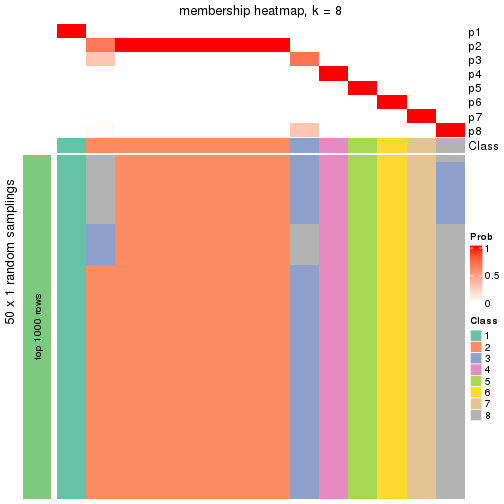 membership heatmap, k = 8
p1
p2
p3
p4
p5
p6
p7
p8
Class
50 x 1 random samplings
top 1000 rows
Prob
1
0.5
0
Class
1
2
3
4
5
6
7
8